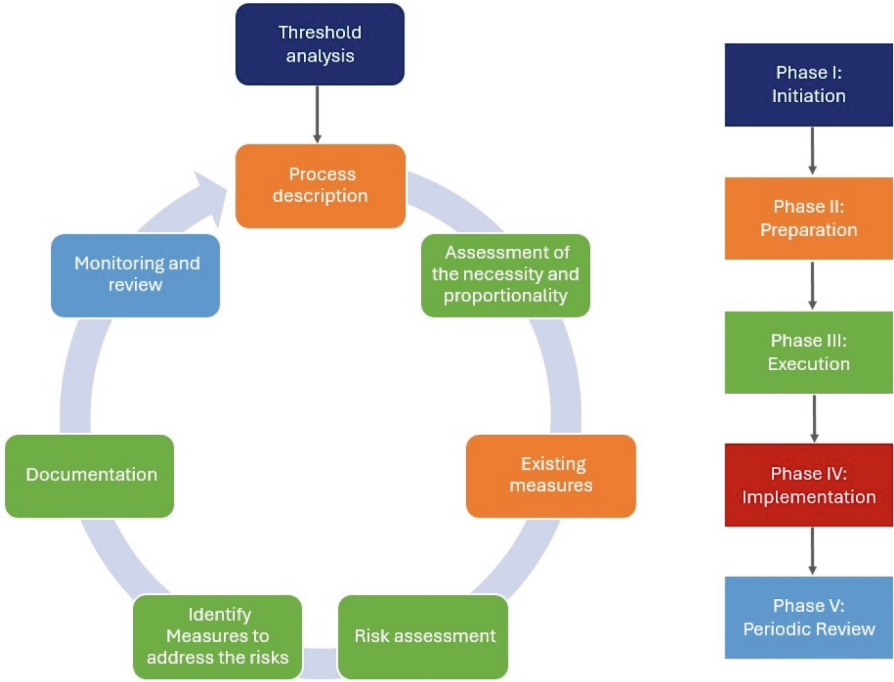 Threshold
analysis
Process
description
Assessment of
the necessity and
proportionality
Existing
measures
Risk assessment
Identify
Measures to
address the risks
Documentation
Monitoring and
review
Phase I:
Initiation
Phase II:
Preparation
Phase III:
Execution
Phase IV:
Implementation
Phase V:
Periodic Review